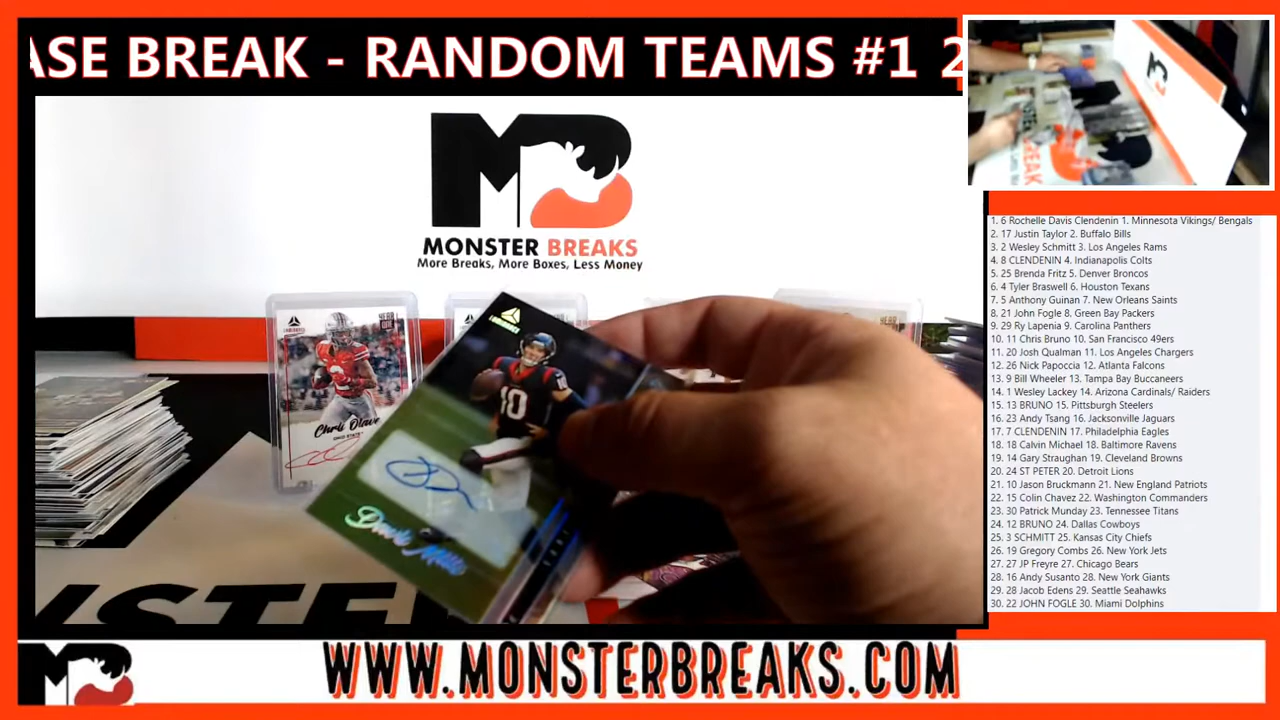 ASE BREAK - RANDOM TEAMS #1 2
MB
MONSTER BREAKS
More Breaks, More Boxes, Less Money
LUMINANCE
YEAR ONE
Chris Olave
OHIO STATE
LUMINANCE
10
10
Davis Mills
1. 6 Rochelle Davis Clendenin 1. Minnesota Vikings/ Bengals
2. 17 Justin Taylor 2. Buffalo Bills
3. 2 Wesley Schmitt 3. Los Angeles Rams
4. 8 CLENDENIN 4. Indianapolis Colts
5. 25 Brenda Fritz 5. Denver Broncos
6. 4 Tyler Braswell 6. Houston Texans
7. 5 Anthony Guinan 7. New Orleans Saints
8. 21 John Fogle 8. Green Bay Packers
9. 29 Ry Lapenia 9. Carolina Panthers
10. 11 Chris Bruno 10. San Francisco 49ers
11. 20 Josh Qualman 11. Los Angeles Chargers
12. 26 Nick Papoccia 12. Atlanta Falcons
13. 9 Bill Wheeler 13. Tampa Bay Buccaneers
14. 1 Wesley Lackey 14. Arizona Cardinals/ Raiders
15. 13 BRUNO 15. Pittsburgh Steelers
16. 23 Andy Tsang 16. Jacksonville Jaguars
17. 7 CLENDENIN 17. Philadelphia Eagles
18. 18 Calvin Michael 18. Baltimore Ravens
19. 14 Gary Straughan 19. Cleveland Browns
20. 24 ST PETER 20. Detroit Lions
21. 10 Jason Bruckmann 21. New England Patriots
22. 15 Colin Chavez 22. Washington Commanders
23. 30 Patrick Munday 23. Tennessee Titans
24. 12 BRUNO 24. Dallas Cowboys
25. 3 SCHMITT 25. Kansas City Chiefs
26. 19 Gregory Combs 26. New York Jets
27. 27 JP Freyre 27. Chicago Bears
28. 16 Andy Susanto 28. New York Giants
29. 28 Jacob Edens 29. Seattle Seahawks
30. 22 JOHN FOGLE 30. Miami Dolphins
WWW.MONSTERBREAKS.COM